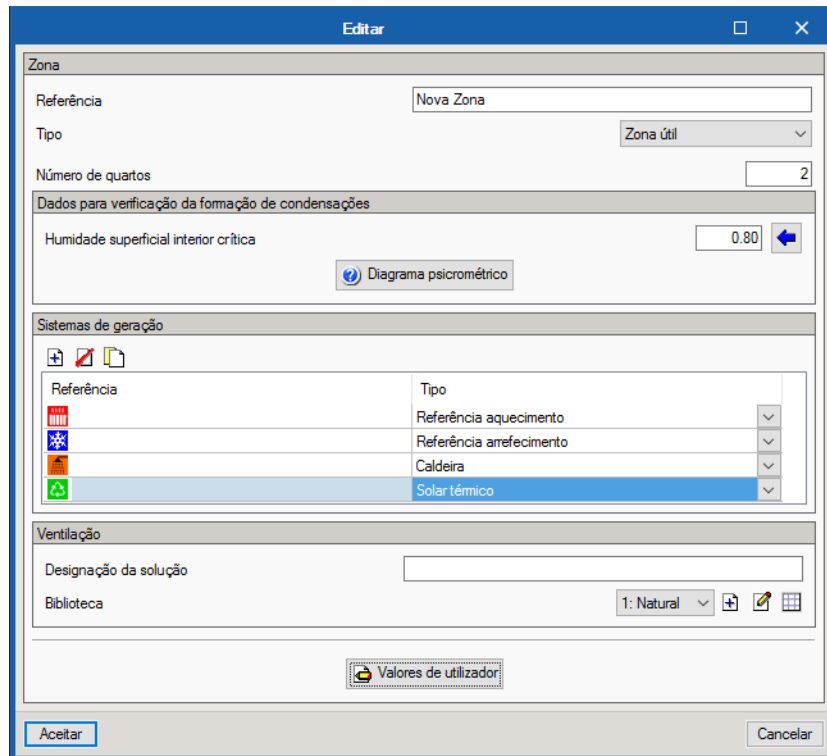 Editar
Zona
Referência Nova Zona
Tipo Zona útil
Número de quartos 2
Dados para verificação da formação de condensações
Humidade superficial interior crítica 0.80
Diagrama psicrométrico
Sistemas de geração
Referência Tipo
Referência aquecimento
Referência arrefecimento
Caldeira
Solar térmico
Ventilação
Designação da solução
Biblioteca 1: Natural
Valores de utilizador
Aceitar Cancelar